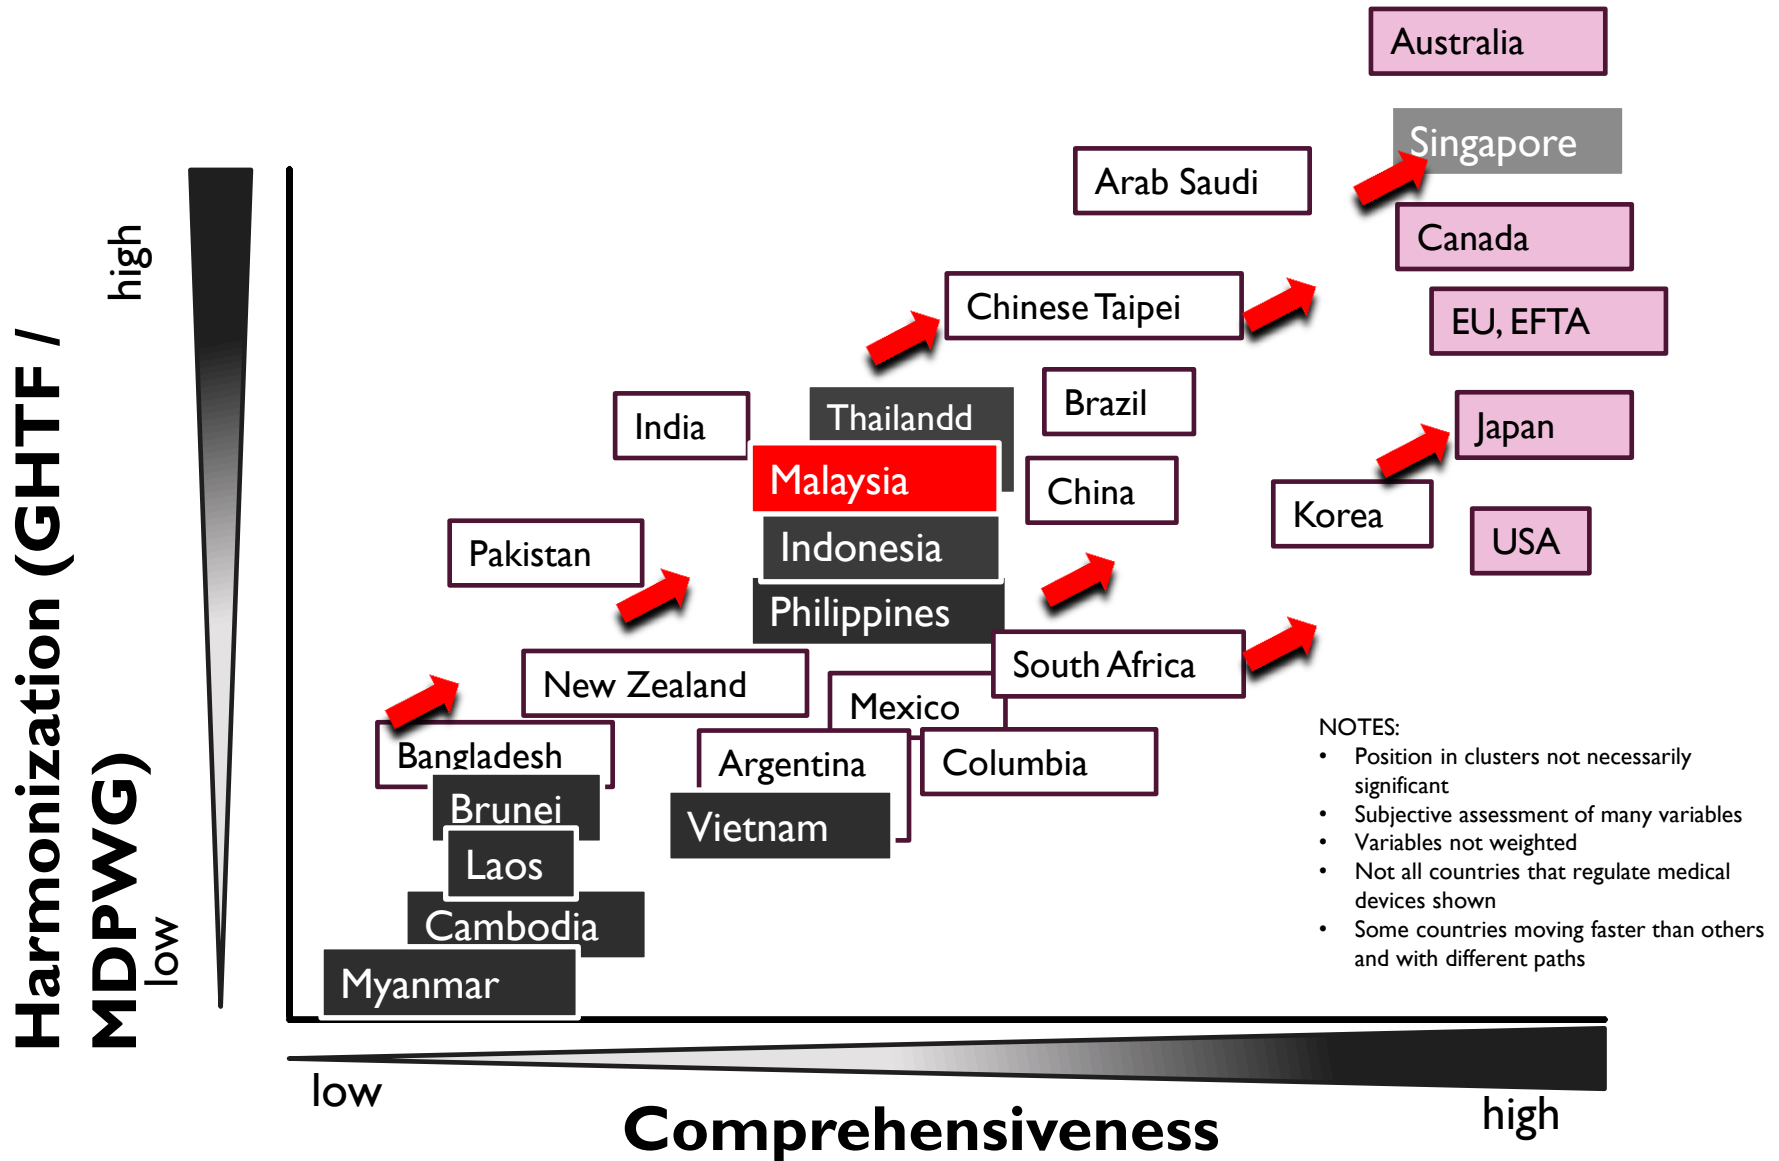 Australia
Singapore
Arab Saudi
Canada
Chinese Taipei
EU, EFTA
India
Thailandd
Brazil
Japan
Malaysia
China
Korea
Pakistan
Indonesia
USA
Philippines
New Zealand
South Africa
Mexico
Bangladesh
Argentina
Columbia
Brunei
Vietnam
Laos
Cambodia
Myanmar
high
low
Harmonization (GHTF /
MDPWG)
NOTES:
• Position in clusters not necessarily
significant
• Subjective assessment of many variables
• Variables not weighted
• Not all countries that regulate medical
devices shown
• Some countries moving faster than others
and with different paths
low
high
Comprehensiveness